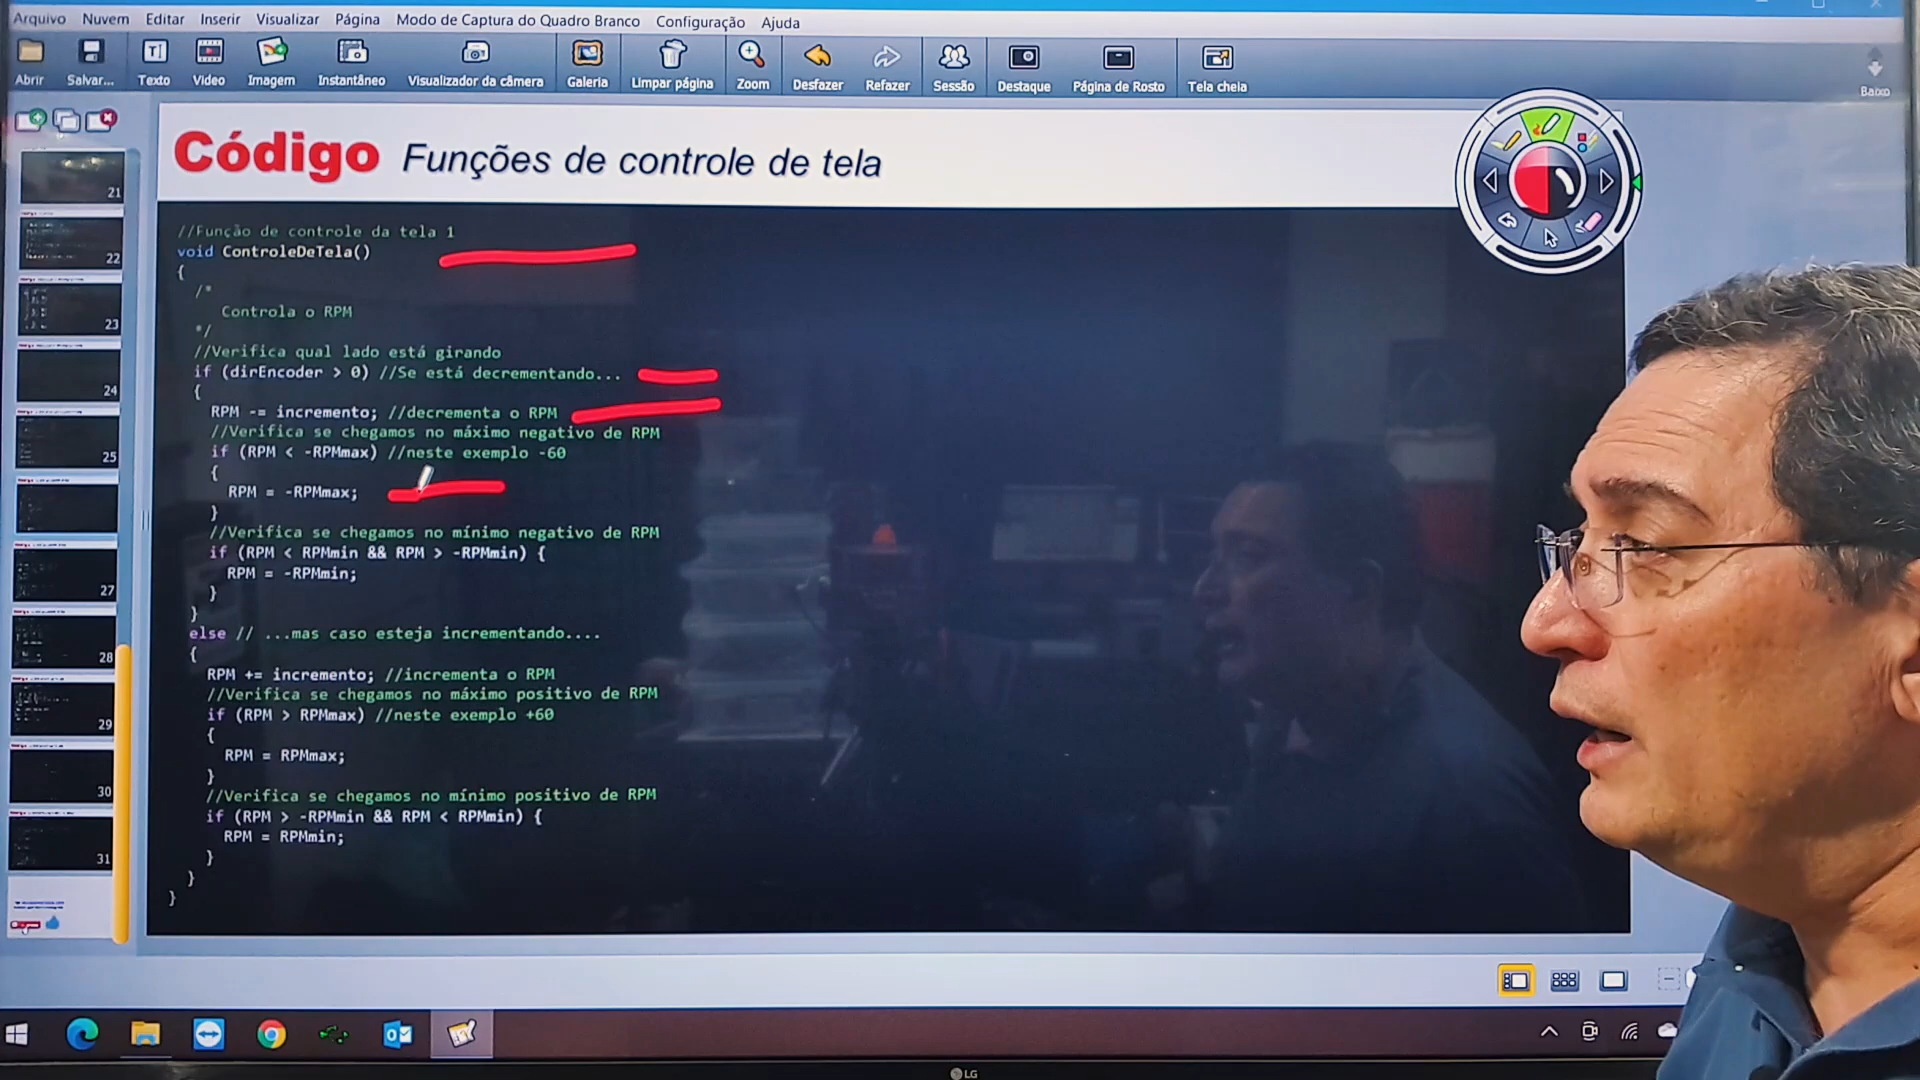 Arquivo Nuvem Editar Inserir Visualizar Página Modo de Captura do Quadro Branco Configuração Ajuda
Abrir Salvar... Texto Video Imagem Instantâneo Visualizador da câmera Galeria Limpar página Zoom Desfazer Refazer Sessão Destaque Página de Rosto Tela cheia Baixo
Código Funções de controle de tela
21
22
23
24
25
27
28
29
30
31
//Função de controle da tela 1
void ControleDeTela()
{
/*
Controla o RPM
*/
//Verifica qual lado está girando
if (dirEncoder > 0) //Se está decrementando...
{
RPM -= incremento; //decrementa o RPM
//Verifica se chegamos no máximo negativo de RPM
if (RPM < -RPMmax) //neste exemplo -60
{
RPM = -RPMmax;
}
//Verifica se chegamos no mínimo negativo de RPM
if (RPM < RPMmin && RPM > -RPMmin) {
RPM = -RPMmin;
}
}
else // ...mas caso esteja incrementando....
{
RPM += incremento; //incrementa o RPM
//Verifica se chegamos no máximo positivo de RPM
if (RPM > RPMmax) //neste exemplo +60
{
RPM = RPMmax;
}
//Verifica se chegamos no mínimo positivo de RPM
if (RPM > -RPMmin && RPM < RPMmin) {
RPM = RPMmin;
}
}
}
LG